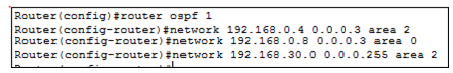 Router(config)#router ospf 1
Router(config-router)#network 192.168.0.4 0.0.0.3 area 2
Router(config-router)#network 192.168.0.8 0.0.0.3 area 0
Router(config-router)#network 192.168.30.0 0.0.0.255 area 2